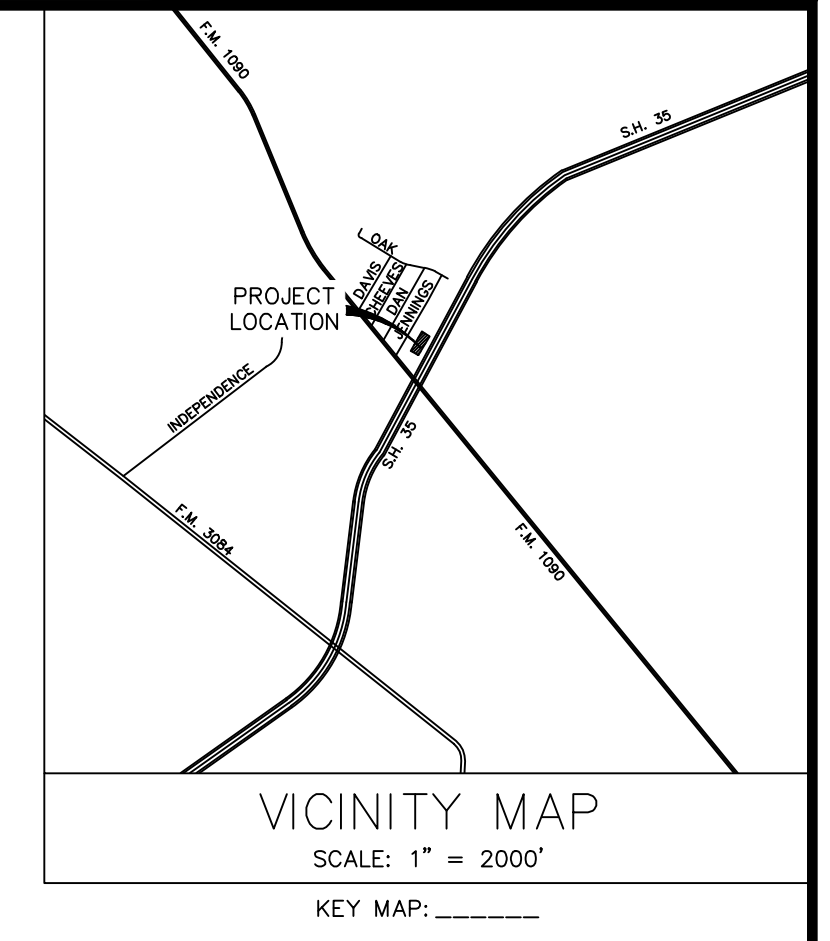 F.M. 1090
S.H. 35
OAK
DAVIS
CHEEVES
DAN
JENNINGS
PROJECT
LOCATION
INDEPENDENCE
S.H. 35
F.M. 3084
F.M. 1090
VICINITY MAP
SCALE: 1" = 2000'
KEY MAP:______